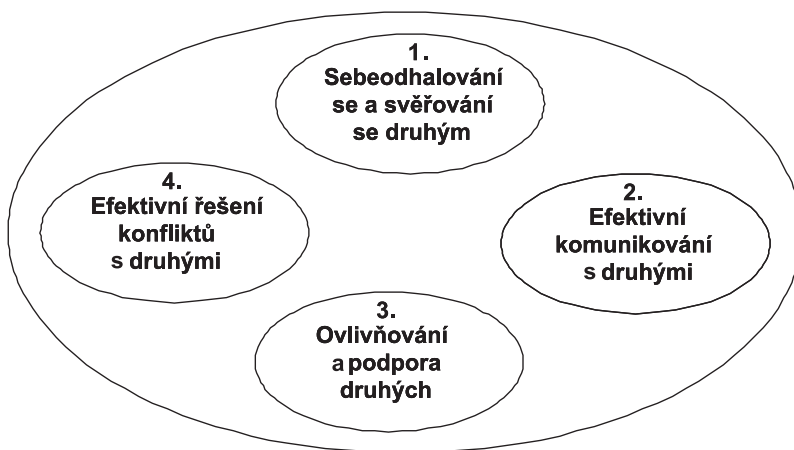 1.
Sebeodhalování
se a svěřování
se druhým
2.
Efektivní
komunikování
s druhými
3.
Ovlivňování
a podpora
druhých
4.
Efektivní řešení
konfliktů
s druhými